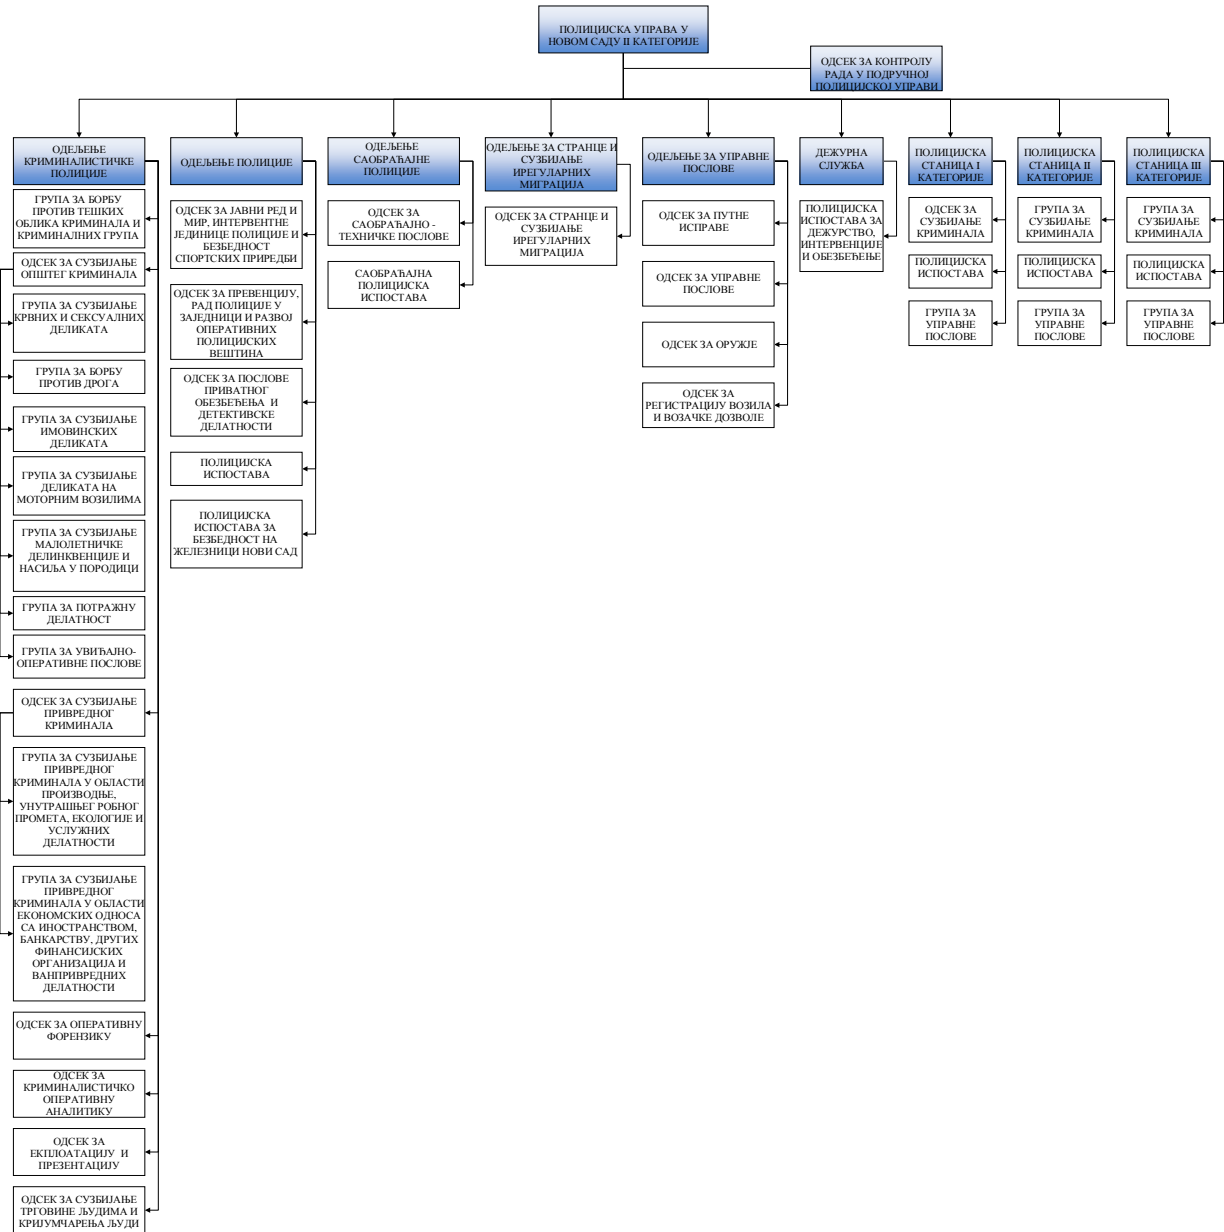 ПОЛИЦИЈСКА УПРАВА У
НОВОМ САДУ II КАТЕГОРИЈЕ
ОДСЕК ЗА КОНТРОЛУ
РАДА У ПОДРУЧНОЈ
ПОЛИЦИЈСКОЈ УПРАВИ
ОДЕЉЕЊЕ
КРИМИНАЛИСТИЧКЕ
ПОЛИЦИЈЕ
ГРУПА ЗА БОРБУ
ПРОТИВ ТЕШКИХ
ОБЛИКА КРИМИНАЛА И
КРИМИНАЛНИХ ГРУПА
ОДСЕК ЗА СУЗБИЈАЊЕ
ОПШТЕГ КРИМИНАЛА
ГРУПА ЗА СУЗБИЈАЊЕ
КРВНИХ И СЕКСУАЛНИХ
ДЕЛИКАТА
ГРУПА ЗА БОРБУ
ПРОТИВ ДРОГА
ГРУПА ЗА СУЗБИЈАЊЕ
ИМОВИНСКИХ
ДЕЛИКАТА
ГРУПА ЗА СУЗБИЈАЊЕ
ДЕЛИКАТА НА
МОТОРНИМ ВОЗИЛИМА
ГРУПА ЗА СУЗБИЈАЊЕ
МАЛОЛЕТНИЧКЕ
ДЕЛИНКВЕНЦИЈЕ И
НАСИЉА У ПОРОДИЦИ
ГРУПА ЗА ПОТРАЖНУ
ДЕЛАТНОСТ
ГРУПА ЗА УВИЂАЈНО-
ОПЕРАТИВНЕ ПОСЛОВЕ
ОДСЕК ЗА СУЗБИЈАЊЕ
ПРИВРЕДНОГ
КРИМИНАЛА
ГРУПА ЗА СУЗБИЈАЊЕ
ПРИВРЕДНОГ
КРИМИНАЛА У ОБЛАСТИ
ПРОИЗВОДЊЕ,
УНУТРАШЊЕГ РОБНОГ
ПРОМЕТА, ЕКОЛОГИЈЕ И
УСЛУЖНИХ
ДЕЛАТНОСТИ
ГРУПА ЗА СУЗБИЈАЊЕ
ПРИВРЕДНОГ
КРИМИНАЛА У ОБЛАСТИ
ЕКОНОМСКИХ ОДНОСА
СА ИНОСТРАНСТВОМ,
БАНКАРСТВУ, ДРУГИХ
ФИНАНСИЈСКИХ
ОРГАНИЗАЦИЈА И
ВАНПРИВРЕДНИХ
ДЕЛАТНОСТИ
ОДСЕК ЗА ОПЕРАТИВНУ
ФОРЕНЗИКУ
ОДСЕК ЗА
КРИМИНАЛИСТИЧКО
ОПЕРАТИВНУ
АНАЛИТИКУ
ОДСЕК ЗА
ЕКПЛОАТАЦИЈУ И
ПРЕЗЕНТАЦИЈУ
ОДСЕК ЗА СУЗБИЈАЊЕ
ТРГОВИНЕ ЉУДИМА И
КРИЈУМЧАРЕЊА ЉУДИ
ОДЕЉЕЊЕ ПОЛИЦИЈЕ
ОДСЕК ЗА ЈАВНИ РЕД И
МИР, ИНТЕРВЕНТНЕ
ЈЕДИНИЦЕ ПОЛИЦИЈЕ И
БЕЗБЕДНОСТ
СПОРТСКИХ ПРИРЕДБИ
ОДСЕК ЗА ПРЕВЕНЦИЈУ,
РАД ПОЛИЦИЈЕ У
ЗАЈЕДНИЦИ И РАЗВОЈ
ОПЕРАТИВНИХ
ПОЛИЦИЈСКИХ
ВЕШТИНА
ОДСЕК ЗА ПОСЛОВЕ
ПРИВАТНОГ
ОБЕЗБЕЂЕЊА И
ДЕТЕКТИВСКЕ
ДЕЛАТНОСТИ
ПОЛИЦИЈСКА
ИСПОСТАВА
ПОЛИЦИЈСКА
ИСПОСТАВА ЗА
БЕЗБЕДНОСТ НА
ЖЕЛЕЗНИЦИ НОВИ САД
ОДЕЉЕЊЕ
САОБРАЋАЈНЕ
ПОЛИЦИЈЕ
ОДСЕК ЗА
САОБРАЋАЈНО -
ТЕХНИЧКЕ ПОСЛОВЕ
САОБРАЋАЈНА
ПОЛИЦИЈСКА
ИСПОСТАВА
ОДЕЉЕЊЕ ЗА СТРАНЦЕ И
СУЗБИЈАЊЕ
ИРЕГУЛАРНИХ
МИГРАЦИЈА
ОДСЕК ЗА СТРАНЦЕ И
СУЗБИЈАЊЕ
ИРЕГУЛАРНИХ
МИГРАЦИЈА
ОДЕЉЕЊЕ ЗА УПРАВНЕ
ПОСЛОВЕ
ОДСЕК ЗА ПУТНЕ
ИСПРАВЕ
ОДСЕК ЗА УПРАВНЕ
ПОСЛОВЕ
ОДСЕК ЗА ОРУЖЈЕ
ОДСЕК ЗА
РЕГИСТРАЦИЈУ ВОЗИЛА
И ВОЗАЧКЕ ДОЗВОЛЕ
ДЕЖУРНА
СЛУЖБА
ПОЛИЦИЈСКА
ИСПОСТАВА ЗА
ДЕЖУРСТВО,
ИНТЕРВЕНЦИЈЕ
И ОБЕЗБЕЂЕЊЕ
ПОЛИЦИЈСКА
СТАНИЦА I
КАТЕГОРИЈЕ
ОДСЕК ЗА
СУЗБИЈАЊЕ
КРИМИНАЛА
ПОЛИЦИЈСКА
ИСПОСТАВА
ГРУПА ЗА
УПРАВНЕ
ПОСЛОВЕ
ПОЛИЦИЈСКА
СТАНИЦА II
КАТЕГОРИЈЕ
ГРУПА ЗА
СУЗБИЈАЊЕ
КРИМИНАЛА
ПОЛИЦИЈСКА
ИСПОСТАВА
ГРУПА ЗА
УПРАВНЕ
ПОСЛОВЕ
ПОЛИЦИЈСКА
СТАНИЦА III
КАТЕГОРИЈЕ
ГРУПА ЗА
СУЗБИЈАЊЕ
КРИМИНАЛА
ПОЛИЦИЈСКА
ИСПОСТАВА
ГРУПА ЗА
УПРАВНЕ
ПОСЛОВЕ